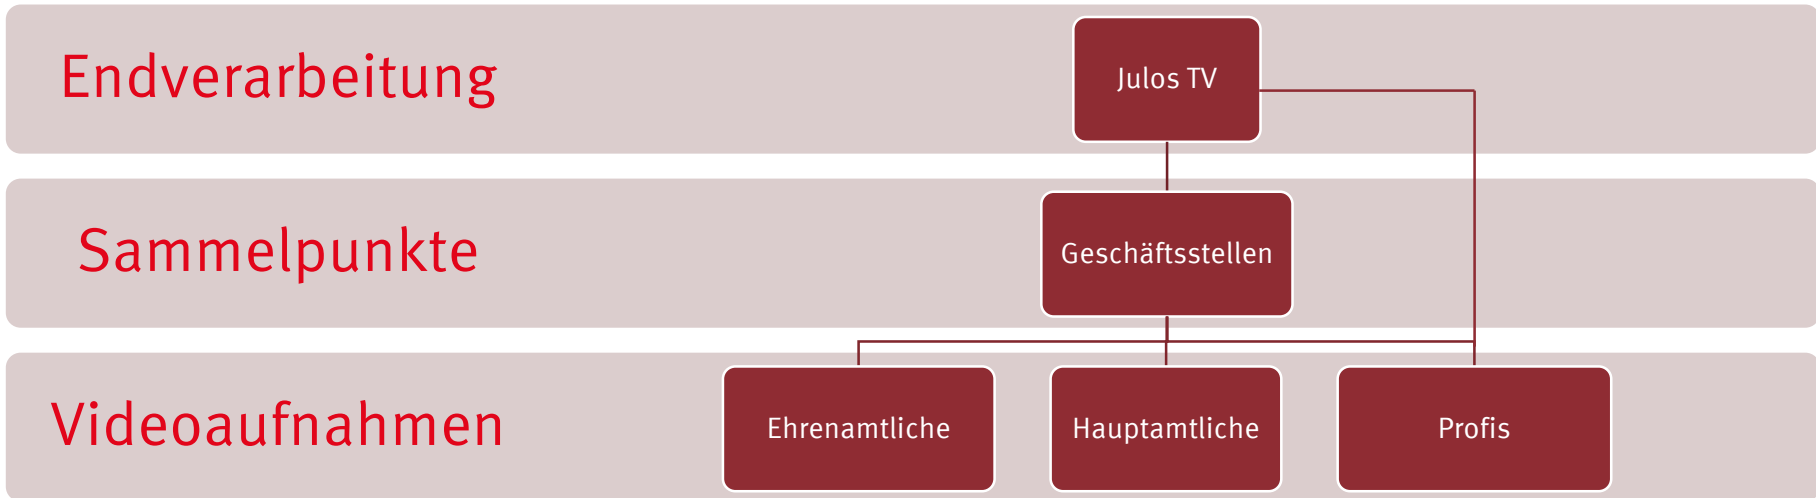 Endverarbeitung
Julos TV
Sammelpunkte
Geschäftsstellen
Videoaufnahmen
Ehrenamtliche
Hauptamtliche
Profis